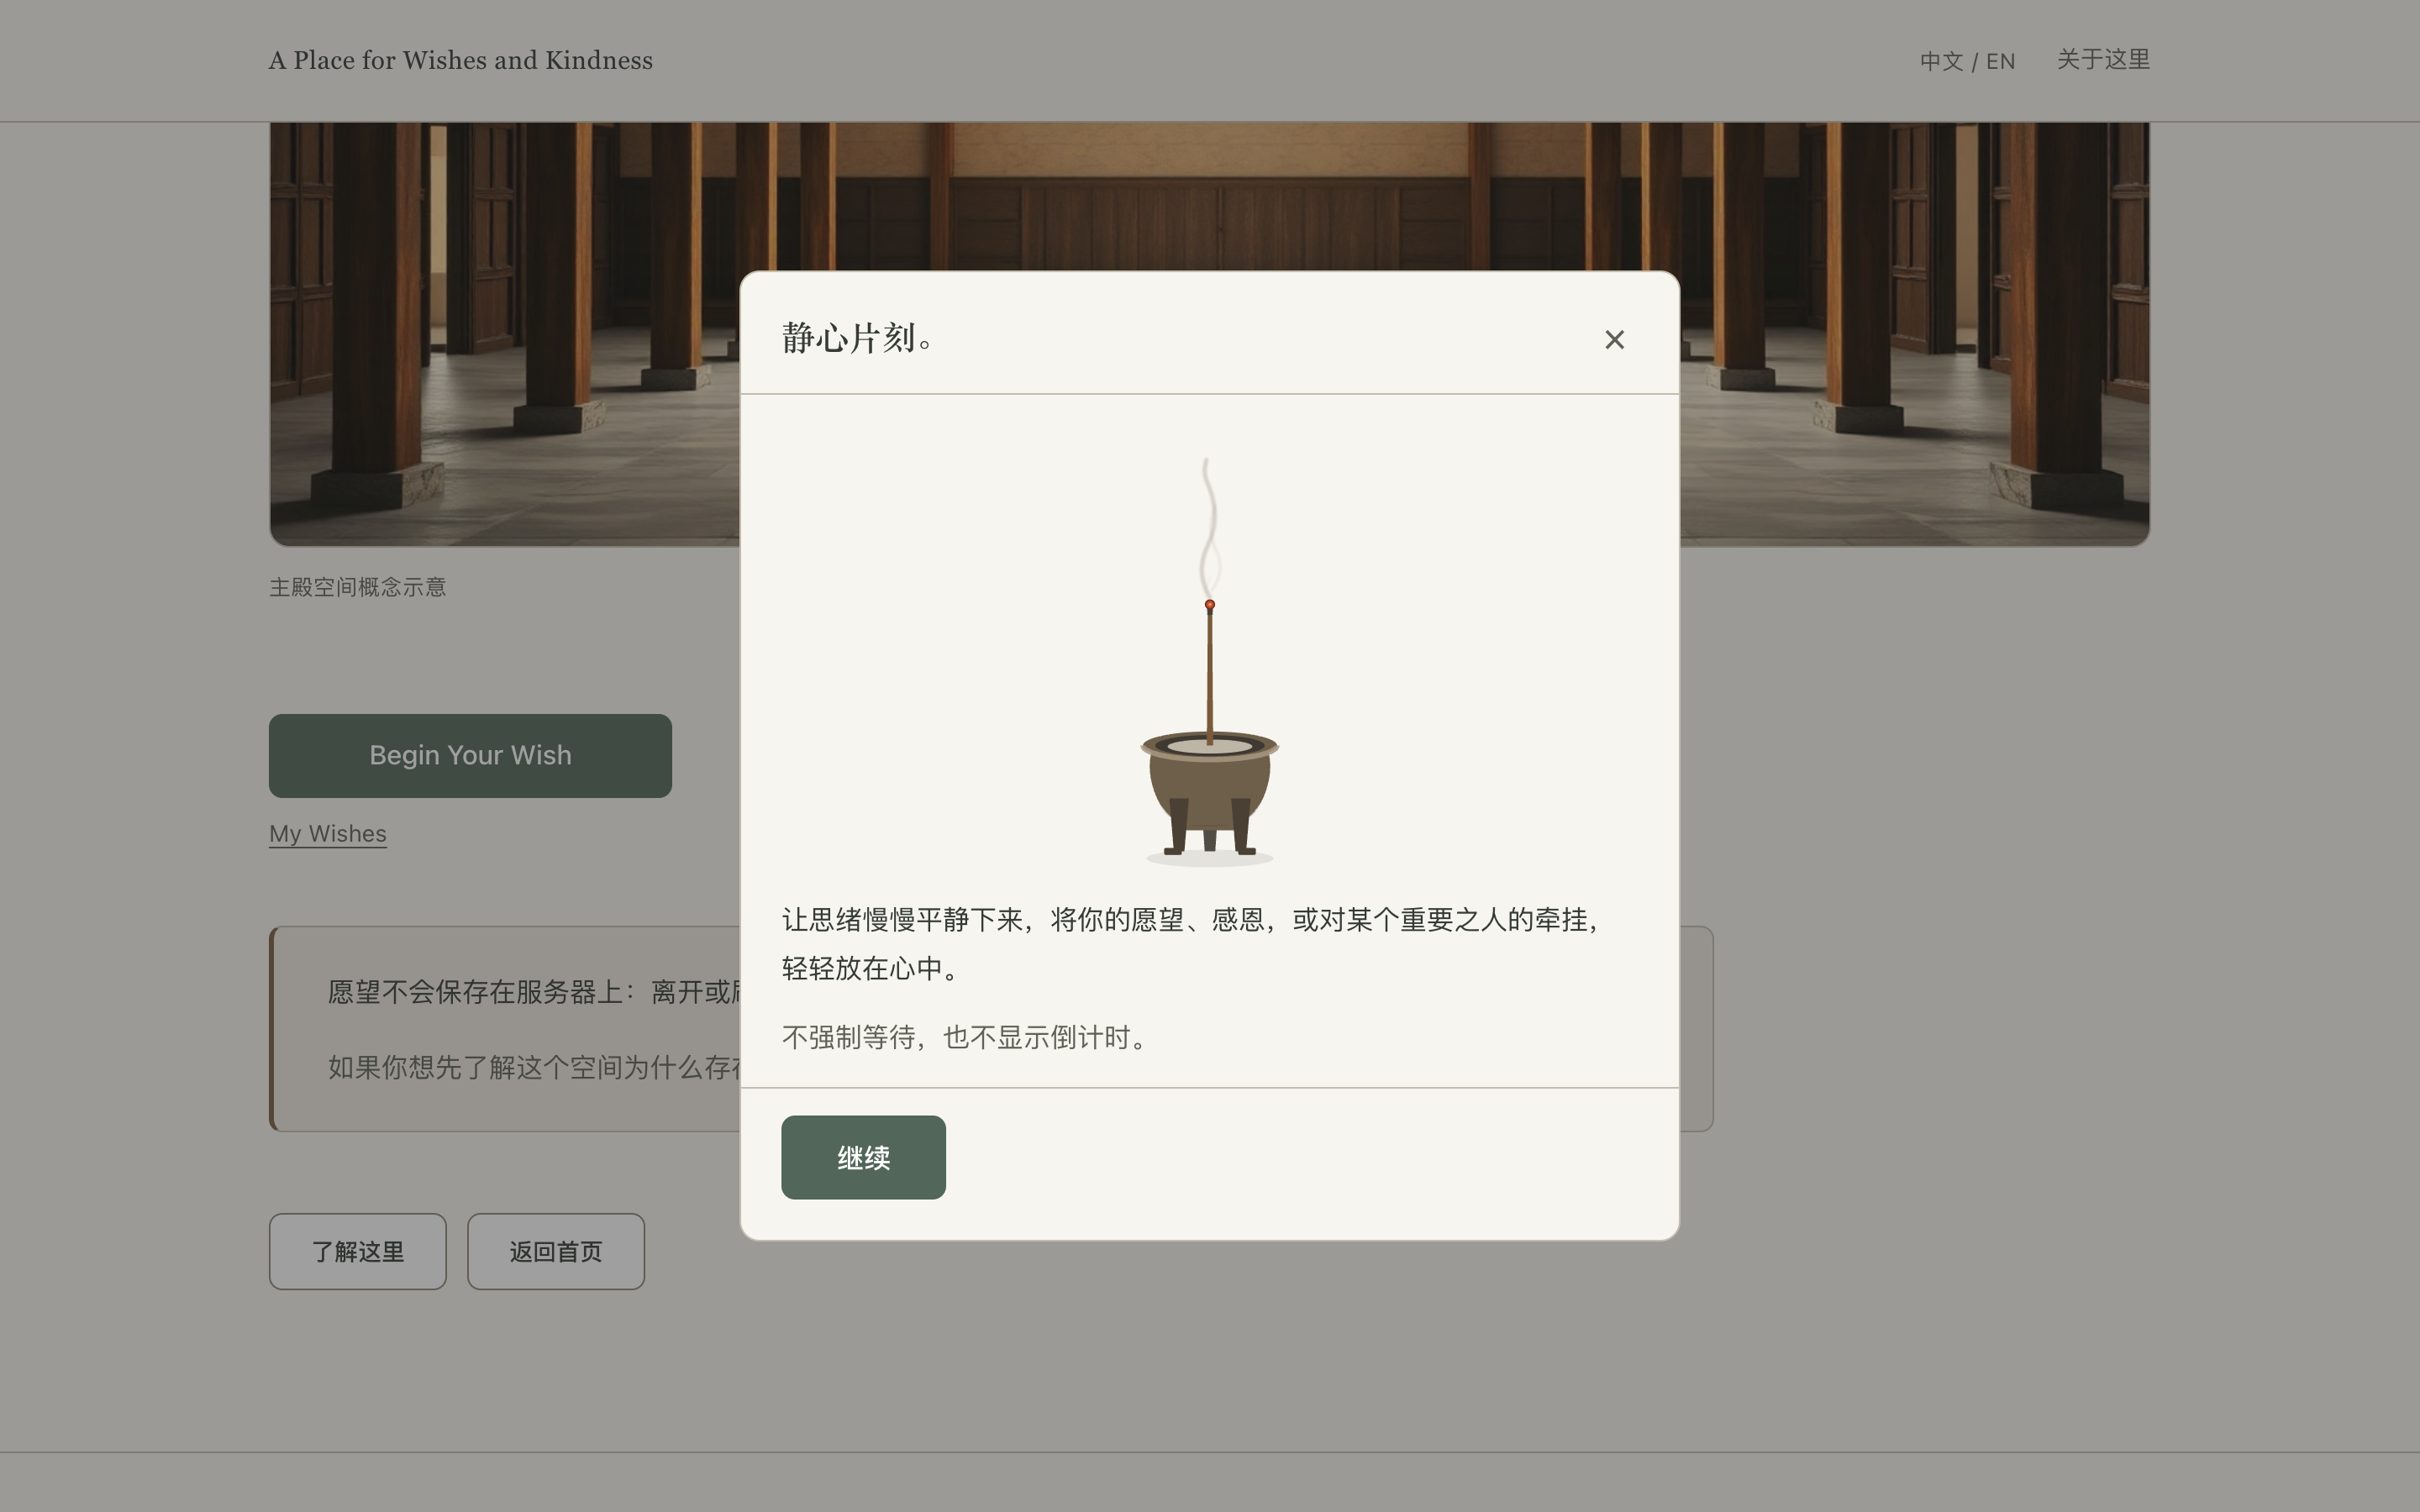 A Place for Wishes and Kindness
中文 / EN
关于这里
静心片刻。
主殿空间概念示意
Begin Your Wish
My Wishes
让思绪慢慢平静下来，将你的愿望、感恩，或对某个重要之人的牵挂，
轻轻放在心中。
不强制等待，也不显示倒计时。
愿望不会保存在服务器上：离开或
如果你想先了解这个空间为什么存
继续
了解这里
返回首页